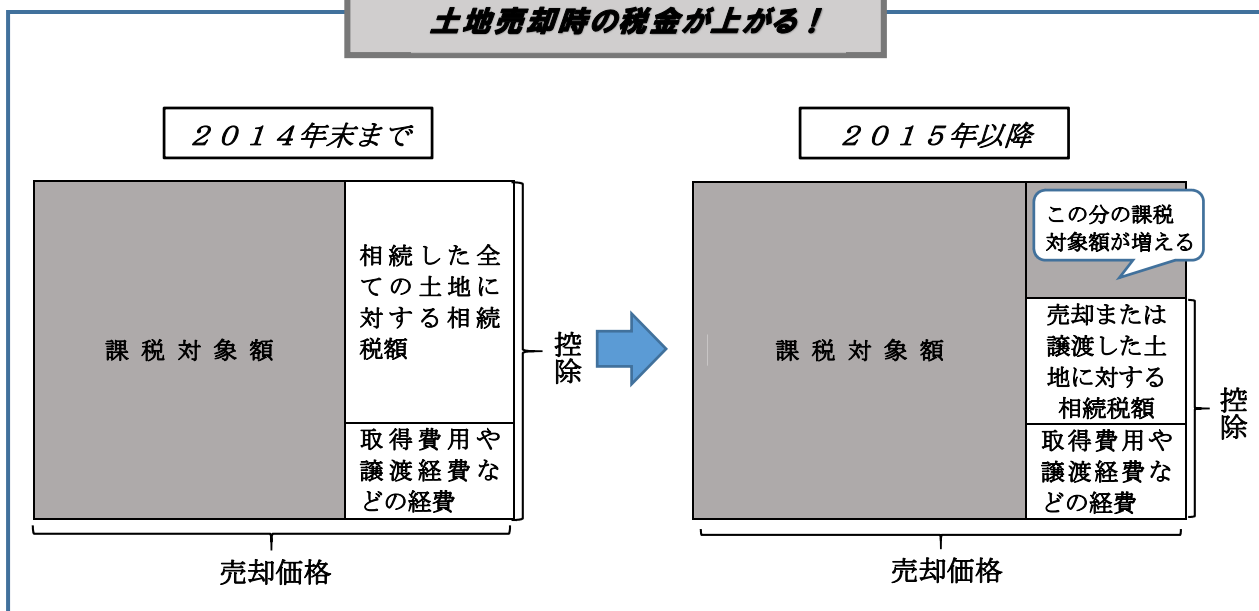 土地売却時の税金が上がる！
２０１４年末まで
相続した全
ての土地に
対する相続
税額
課税対象額
控除
取得費用や
譲渡経費な
どの経費
売却価格
２０１５年以降
この分の課税
対象額が増える
課税対象額
売却または
譲渡した土
地に対する
相続税額
控除
取得費用や
譲渡経費な
どの経費
売却価格